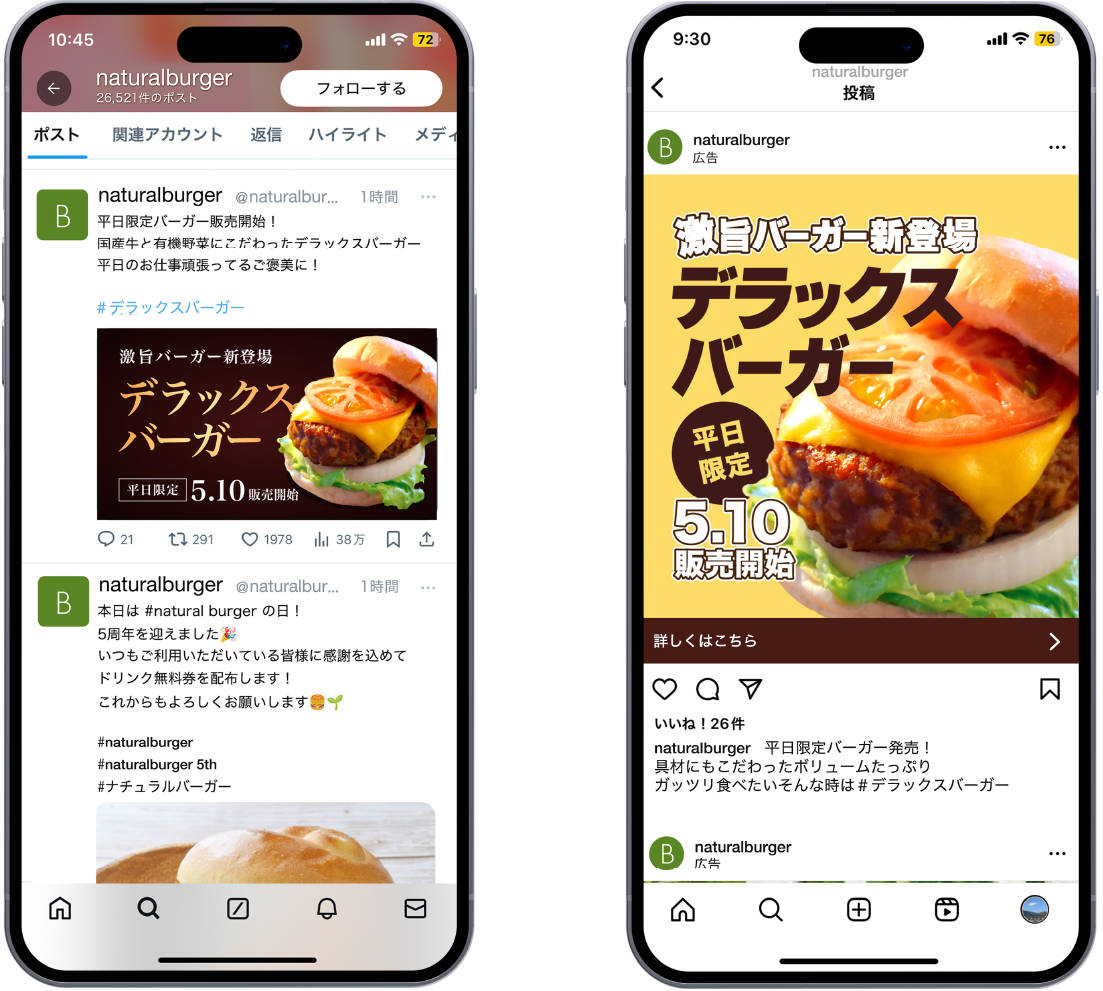 10:45
72
naturalburger
26,521件のポスト
フォローする
ポスト
関連アカウント
返信
ハイライト
メディ
B
naturalburger @naturalbur... 1時間
平日限定バーガー販売開始！
国産牛と有機野菜にこだわったデラックスバーガー
平日のお仕事頑張ってるご褒美に！
#デラックスバーガー
激旨バーガー新登場
デラックス
バーガー
平日限定 5.10 販売開始
21 291 1978 38万
B
naturalburger @naturalbur... 1時間
本日は #natural burger の日！
5周年を迎えました🎉
いつもご利用いただいている皆様に感謝を込めて
ドリンク無料券を配布します！
これからもよろしくお願いします🍔🌱
#naturalburger
#naturalburger 5th
#ナチュラルバーガー
9:30
76
naturalburger
投稿
B
naturalburger
広告
激旨バーガー新登場
デラックス
バーガー
平日
限定
5.10
販売開始
詳しくはこちら
いいね！26件
naturalburger 平日限定バーガー発売！
具材にもこだわったボリュームたっぷり
ガッツリ食べたいそんな時は＃デラックスバーガー
B
naturalburger
広告